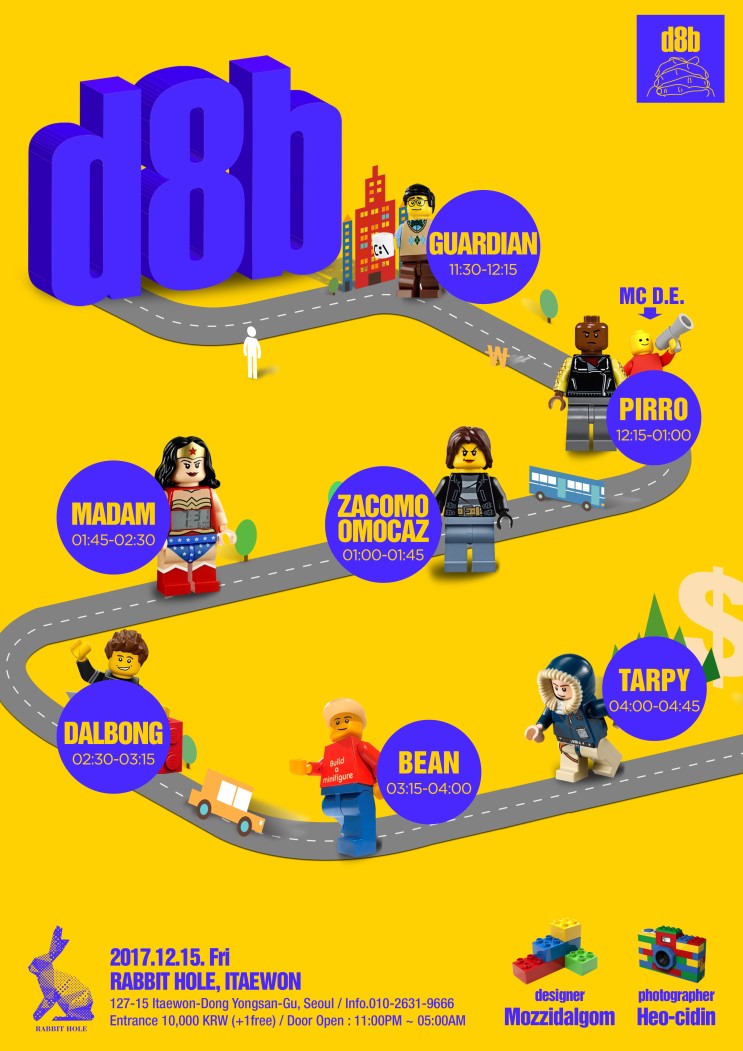 d8b
d8b
C:\
GUARDIAN
11:30-12:15
MC D.E.
W
PIRRO
12:15-01:00
MADAM
01:45-02:30
ZACOMO
OMOCAZ
01:00-01:45
$
DALBONG
02:30-03:15
Build
a
minifigure
BEAN
03:15-04:00
TARPY
04:00-04:45
RABBIT HOLE
2017.12.15. Fri
RABBIT HOLE, ITAEWON
127-15 Itaewon-Dong Yongsan-Gu, Seoul / Info.010-2631-9666
Entrance 10,000 KRW (+1free) / Door Open : 11:00PM ~ 05:00AM
designer
Mozzidalgom
photographer
Heo-cidin